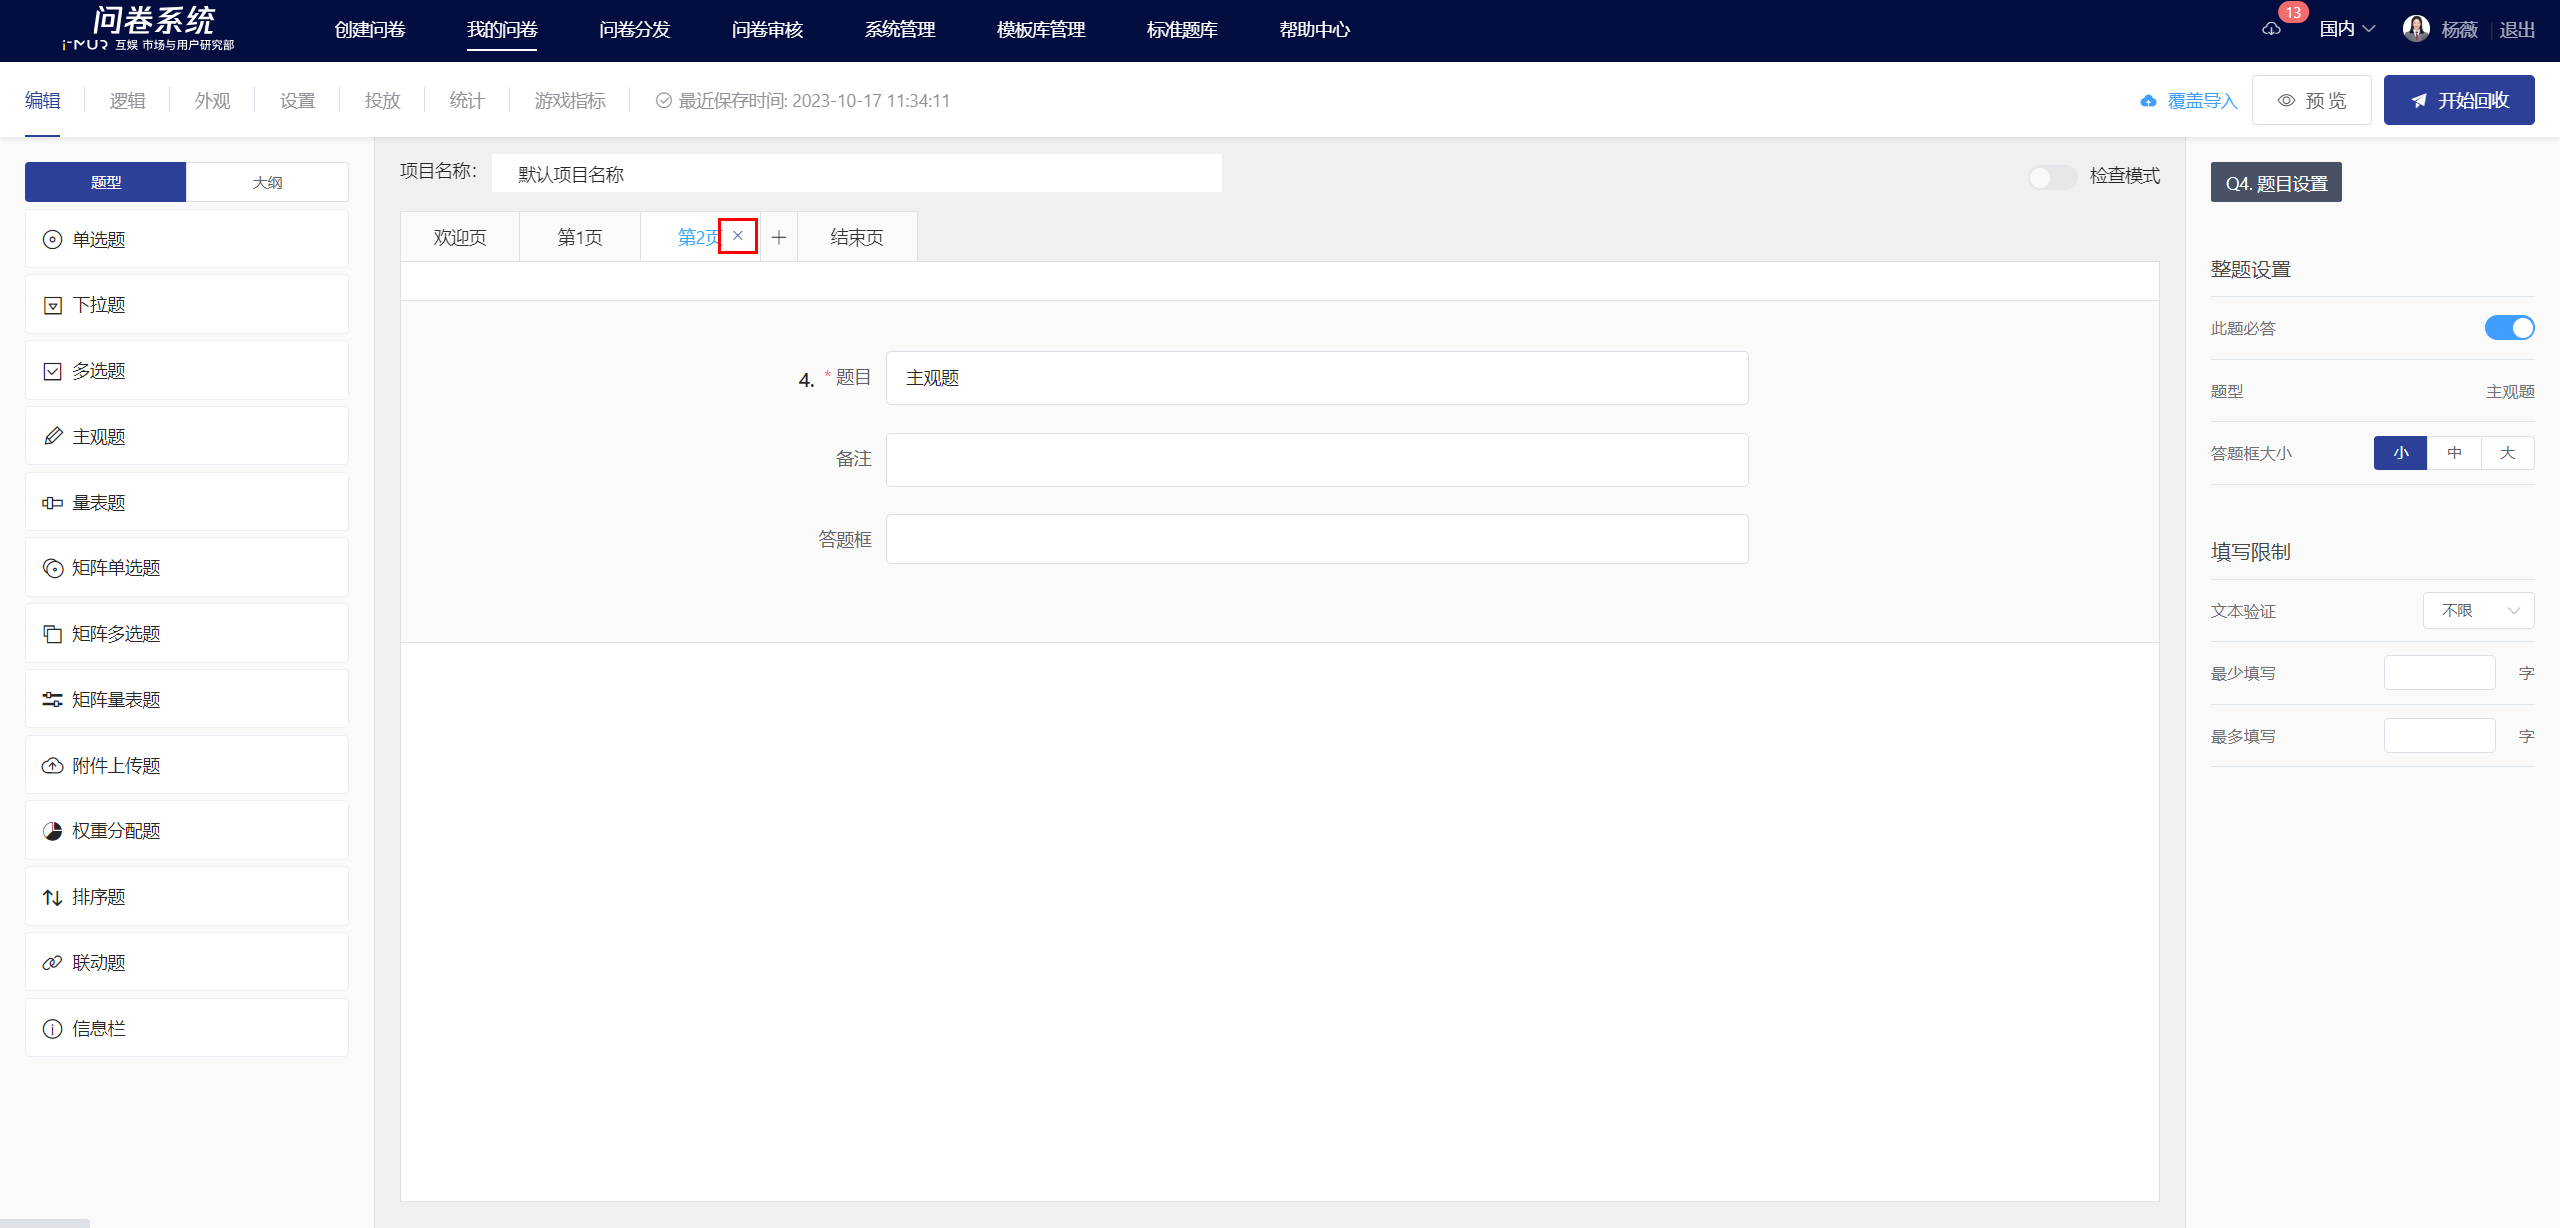 问卷系统
i-MUR 互娱 市场与用户研究部
创建问卷
我的问卷
问卷分发
问卷审核
系统管理
模板库管理
标准题库
帮助中心
13
国内
杨薇
退出
编辑
逻辑
外观
设置
投放
统计
游戏指标
最近保存时间: 2023-10-17 11:34:11
覆盖导入
预 览
开始回收
题型
大纲
单选题
下拉题
多选题
主观题
量表题
矩阵单选题
矩阵多选题
矩阵量表题
附件上传题
权重分配题
排序题
联动题
信息栏
项目名称:
默认项目名称
检查模式
欢迎页
第1页
第2页
结束页
4. * 题目
主观题
备注
答题框
Q4. 题目设置
整题设置
此题必答
题型
主观题
答题框大小
小
中
大
填写限制
文本验证
不限
最少填写
字
最多填写
字